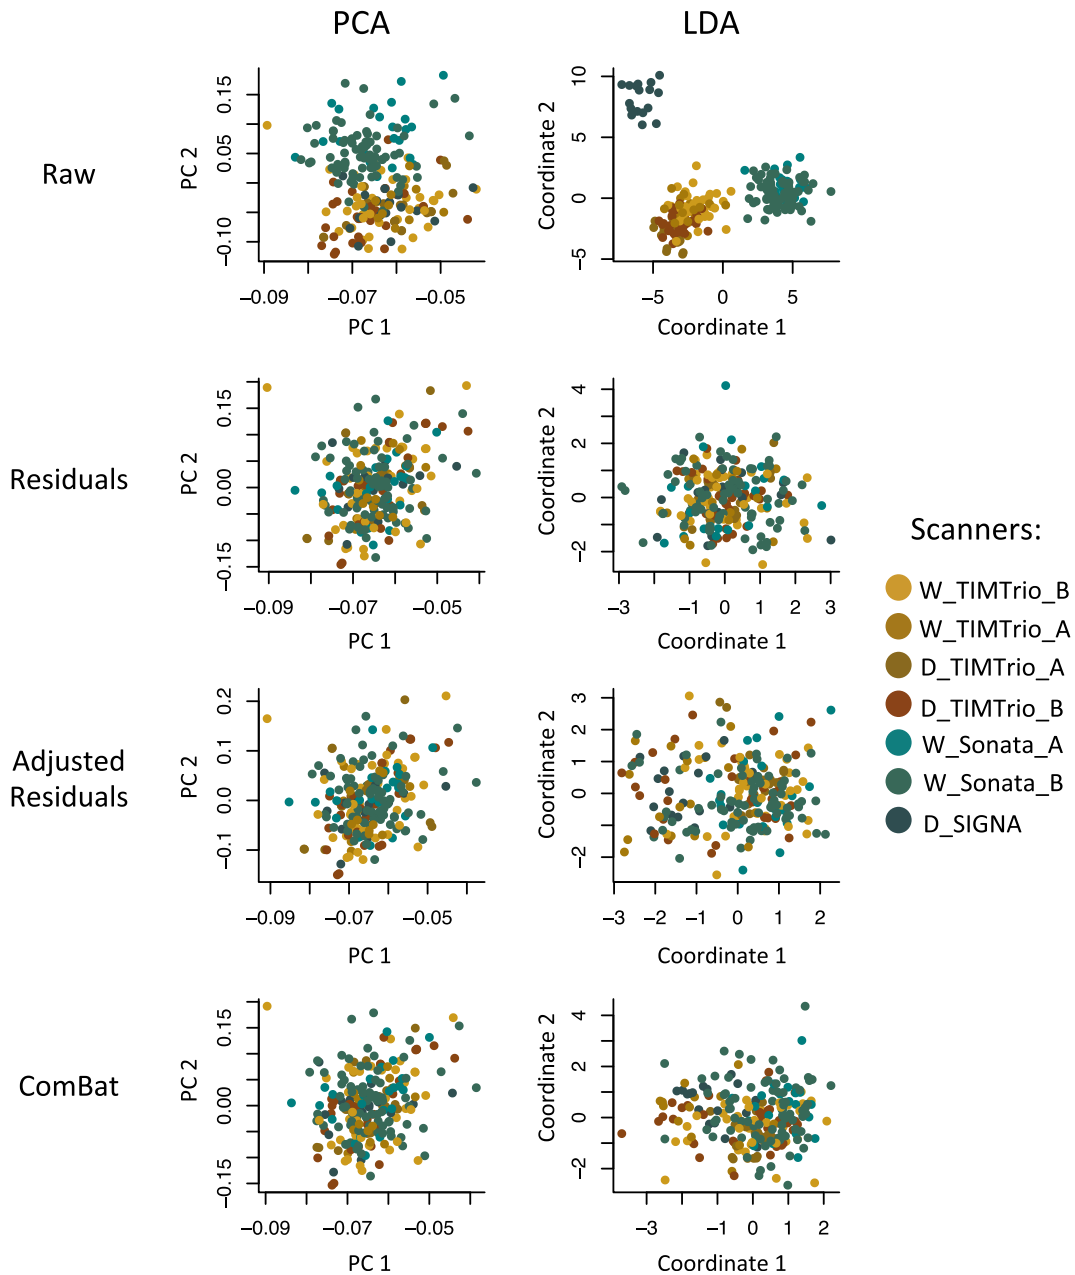 PCA
LDA
Raw
PC 2
0.15
0.05
−0.10
−0.09
−0.07
−0.05
PC 1
Coordinate 2
10
5
0
−5
−5
0
5
Coordinate 1
Residuals
PC 2
0.15
0.00
−0.15
−0.09
−0.07
−0.05
PC 1
Coordinate 2
4
2
0
−2
−3
−1
0
1
2
3
Coordinate 1
Adjusted
Residuals
PC 2
0.2
0.1
0.0
−0.1
−0.09
−0.07
−0.05
PC 1
Coordinate 2
3
2
1
0
−2
−3
−2
−1
0
1
2
Coordinate 1
ComBat
PC 2
0.15
0.00
−0.15
−0.09
−0.07
−0.05
PC 1
Coordinate 2
4
2
0
−2
−3
−1
0
1
2
Coordinate 1
Scanners:
W_TIMTrio_B
W_TIMTrio_A
D_TIMTrio_A
D_TIMTrio_B
W_Sonata_A
W_Sonata_B
D_SIGNA